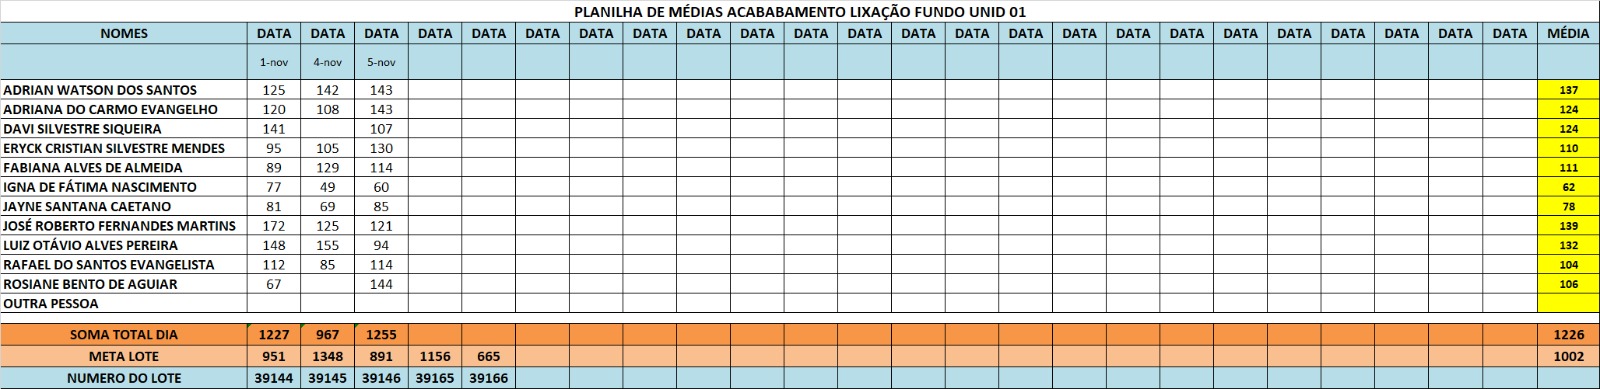 PLANILHA DE MÉDIAS ACABABAMENTO LIXAÇÃO FUNDO UNID 01
NOMES DATA DATA DATA DATA DATA DATA DATA DATA DATA DATA DATA DATA DATA DATA DATA DATA DATA DATA DATA DATA DATA DATA DATA DATA MÉDIA
1-nov 4-nov 5-nov
ADRIAN WATSON DOS SANTOS 125 142 143 137
ADRIANA DO CARMO EVANGELHO 120 108 143 124
DAVI SILVESTRE SIQUEIRA 141 107 124
ERYCK CRISTIAN SILVESTRE MENDES 95 105 130 110
FABIANA ALVES DE ALMEIDA 89 129 114 111
IGNA DE FÁTIMA NASCIMENTO 77 49 60 62
JAYNE SANTANA CAETANO 81 69 85 78
JOSÉ ROBERTO FERNANDES MARTINS 172 125 121 139
LUIZ OTÁVIO ALVES PEREIRA 148 155 94 132
RAFAEL DO SANTOS EVANGELISTA 112 85 114 104
ROSIANE BENTO DE AGUIAR 67 144 106
OUTRA PESSOA
SOMA TOTAL DIA 1227 967 1255 1226
META LOTE 951 1348 891 1156 665 1002
NUMERO DO LOTE 39144 39145 39146 39165 39166